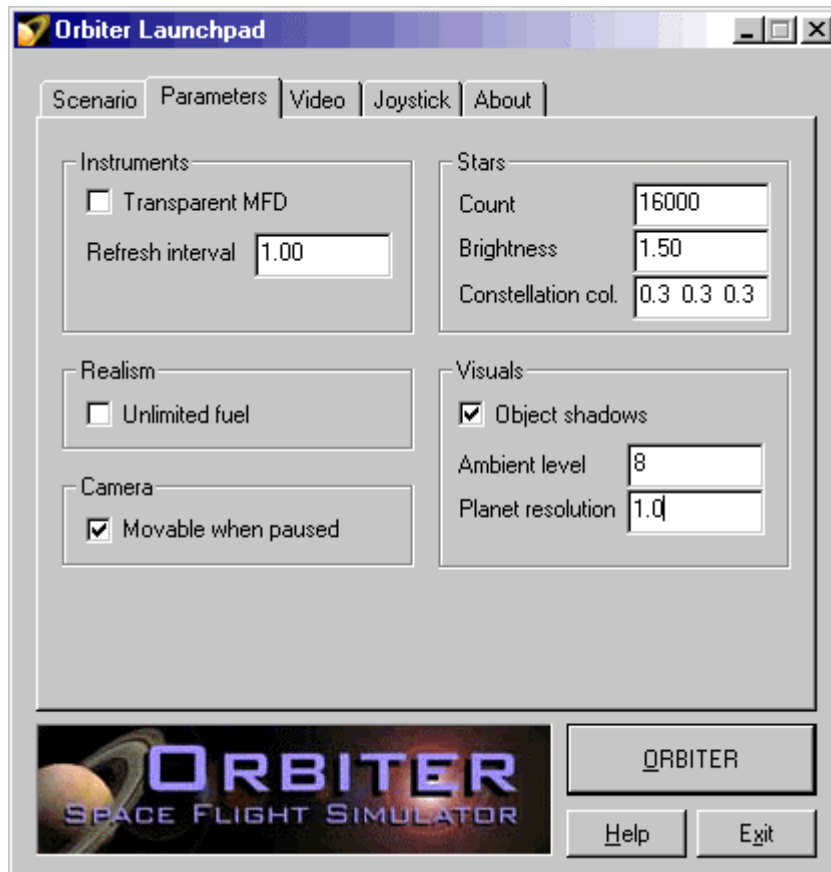 Orbiter Launchpad
Scenario
Parameters
Video
Joystick
About
Instruments
Transparent MFD
Refresh interval 1.00
Realism
Unlimited fuel
Camera
Movable when paused
Stars
Count 16000
Brightness 1.50
Constellation col. 0.3 0.3 0.3
Visuals
Object shadows
Ambient level 8
Planet resolution 1.0
ORBITER
SPACE FLIGHT SIMULATOR
ORBITER
Help
Exit